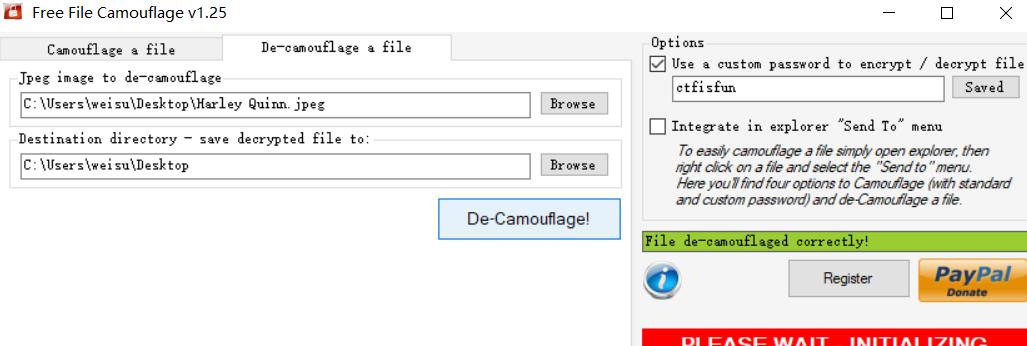 Free File Camouflage v1.25
Camouflage a file
De-camouflage a file
Jpeg image to de-camouflage
C:\Users\weisu\Desktop\Harley Quinn.jpeg
Browse
Destination directory - save decrypted file to:
C:\Users\weisu\Desktop
Browse
De-Camouflage!
Options
Use a custom password to encrypt / decrypt file
ctfisfun
Saved
Integrate in explorer "Send To" menu
To easily camouflage a file simply open explorer, then
right click on a file and select the "Send to" menu.
Here you'll find four options to Camouflage (with standard
and custom password) and de-Camouflage a file.
File de-camouflaged correctly!
Register
PayPal
Donate
PLEASE WAIT...INITIALIZING